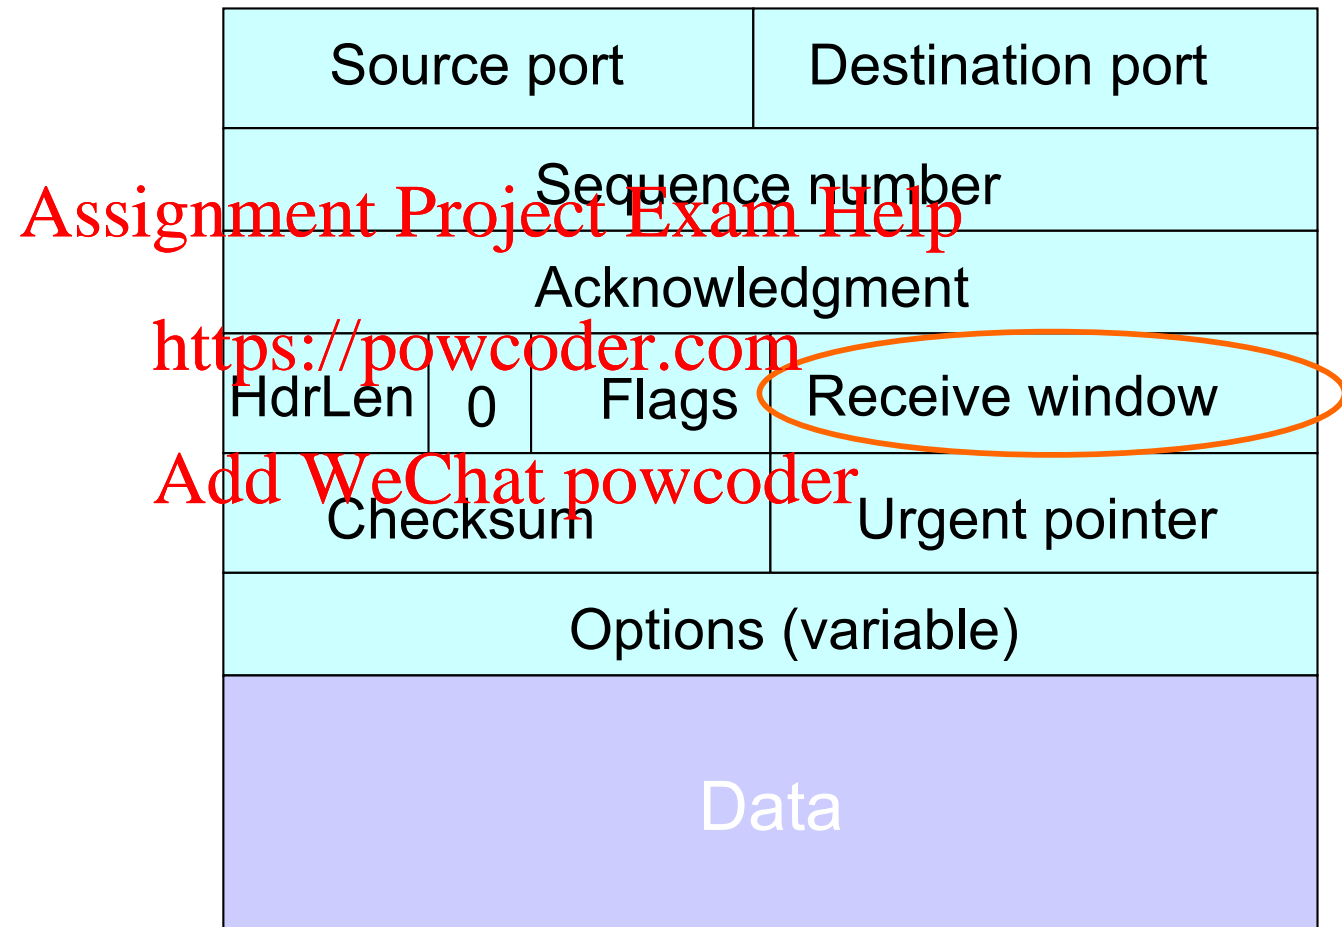 Source port Destination port
Sequence number
Assignment Project Exam Help
Acknowledgment
https://powcoder.com
HdrLen 0 Flags Receive window
Add WeChat powcoder
Checksum Urgent pointer
Options (variable)
Data